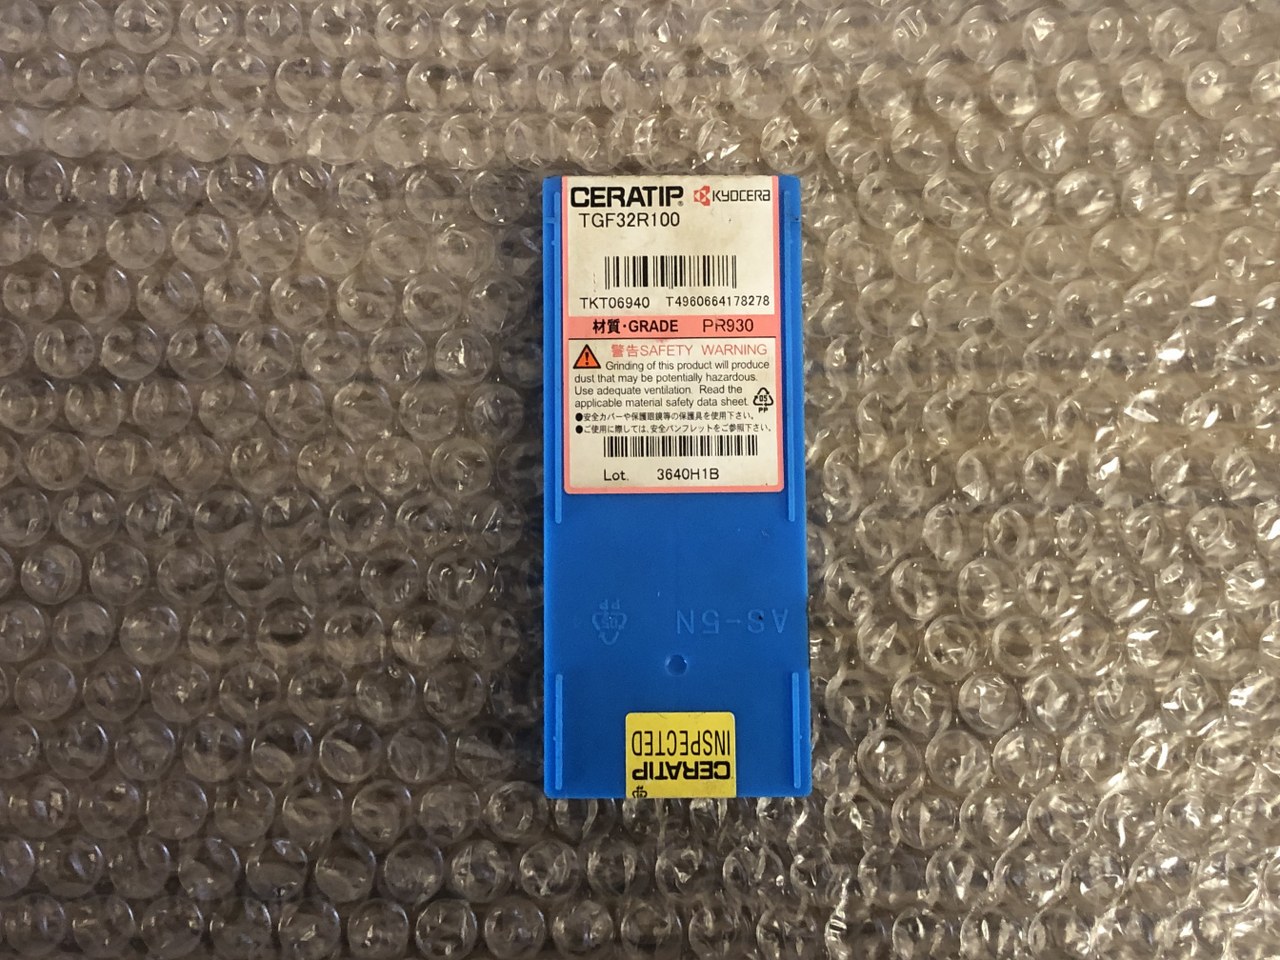 CERATIP® KYOCERA
TGF32R100
TKT06940 T4960664178278
材質・GRADE PR930
警告SAFETY WARNING
Grinding of this product will produce
dust that may be potentially hazardous.
Use adequate ventilation. Read the
applicable material safety data sheet.
05
PP
●安全カバーや保護眼鏡等の保護具を使用下さい。
●ご使用に際しては、安全パンフレットをご参照下さい。
Lot. 3640H1B
AS-5N
PP
CERATIP
INSPECTED